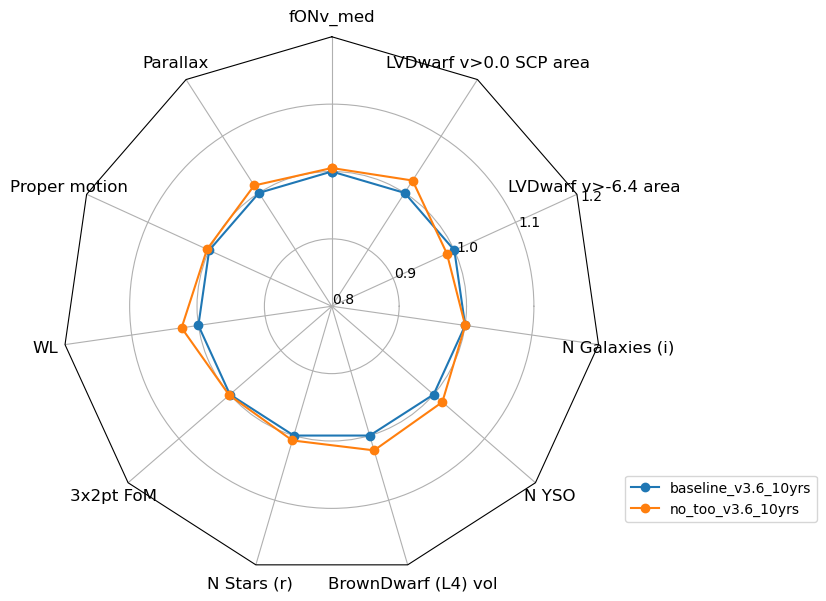 fONv_med
Parallax
LVDwarf v>0.0 SCP area
Proper motion
LVDwarf v>-6.4 area
1.2
1.1
1.0
0.9
0.8
WL
N Galaxies (i)
3x2pt FoM
N YSO
N Stars (r)
BrownDwarf (L4) vol
baseline_v3.6_10yrs
no_too_v3.6_10yrs